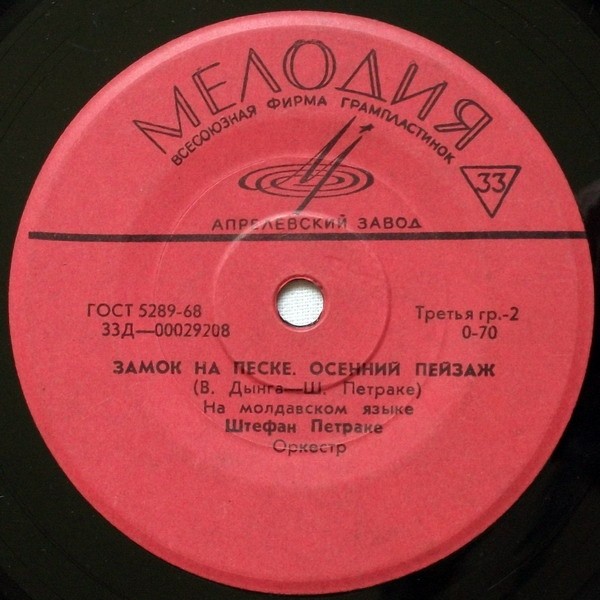 МЕЛОДИЯ
ВСЕСОЮЗНАЯ ФИРМА ГРАМПЛАСТИНОК
33
АПРЕЛЕВСКИЙ ЗАВОД
ГОСТ 5289-68
33Д—00029208
Третья гр.-2
0-70
ЗАМОК НА ПЕСКЕ. ОСЕННИЙ ПЕЙЗАЖ
(В. Дынга—Ш. Петраке)
На молдавском языке
Штефан Петраке
Оркестр